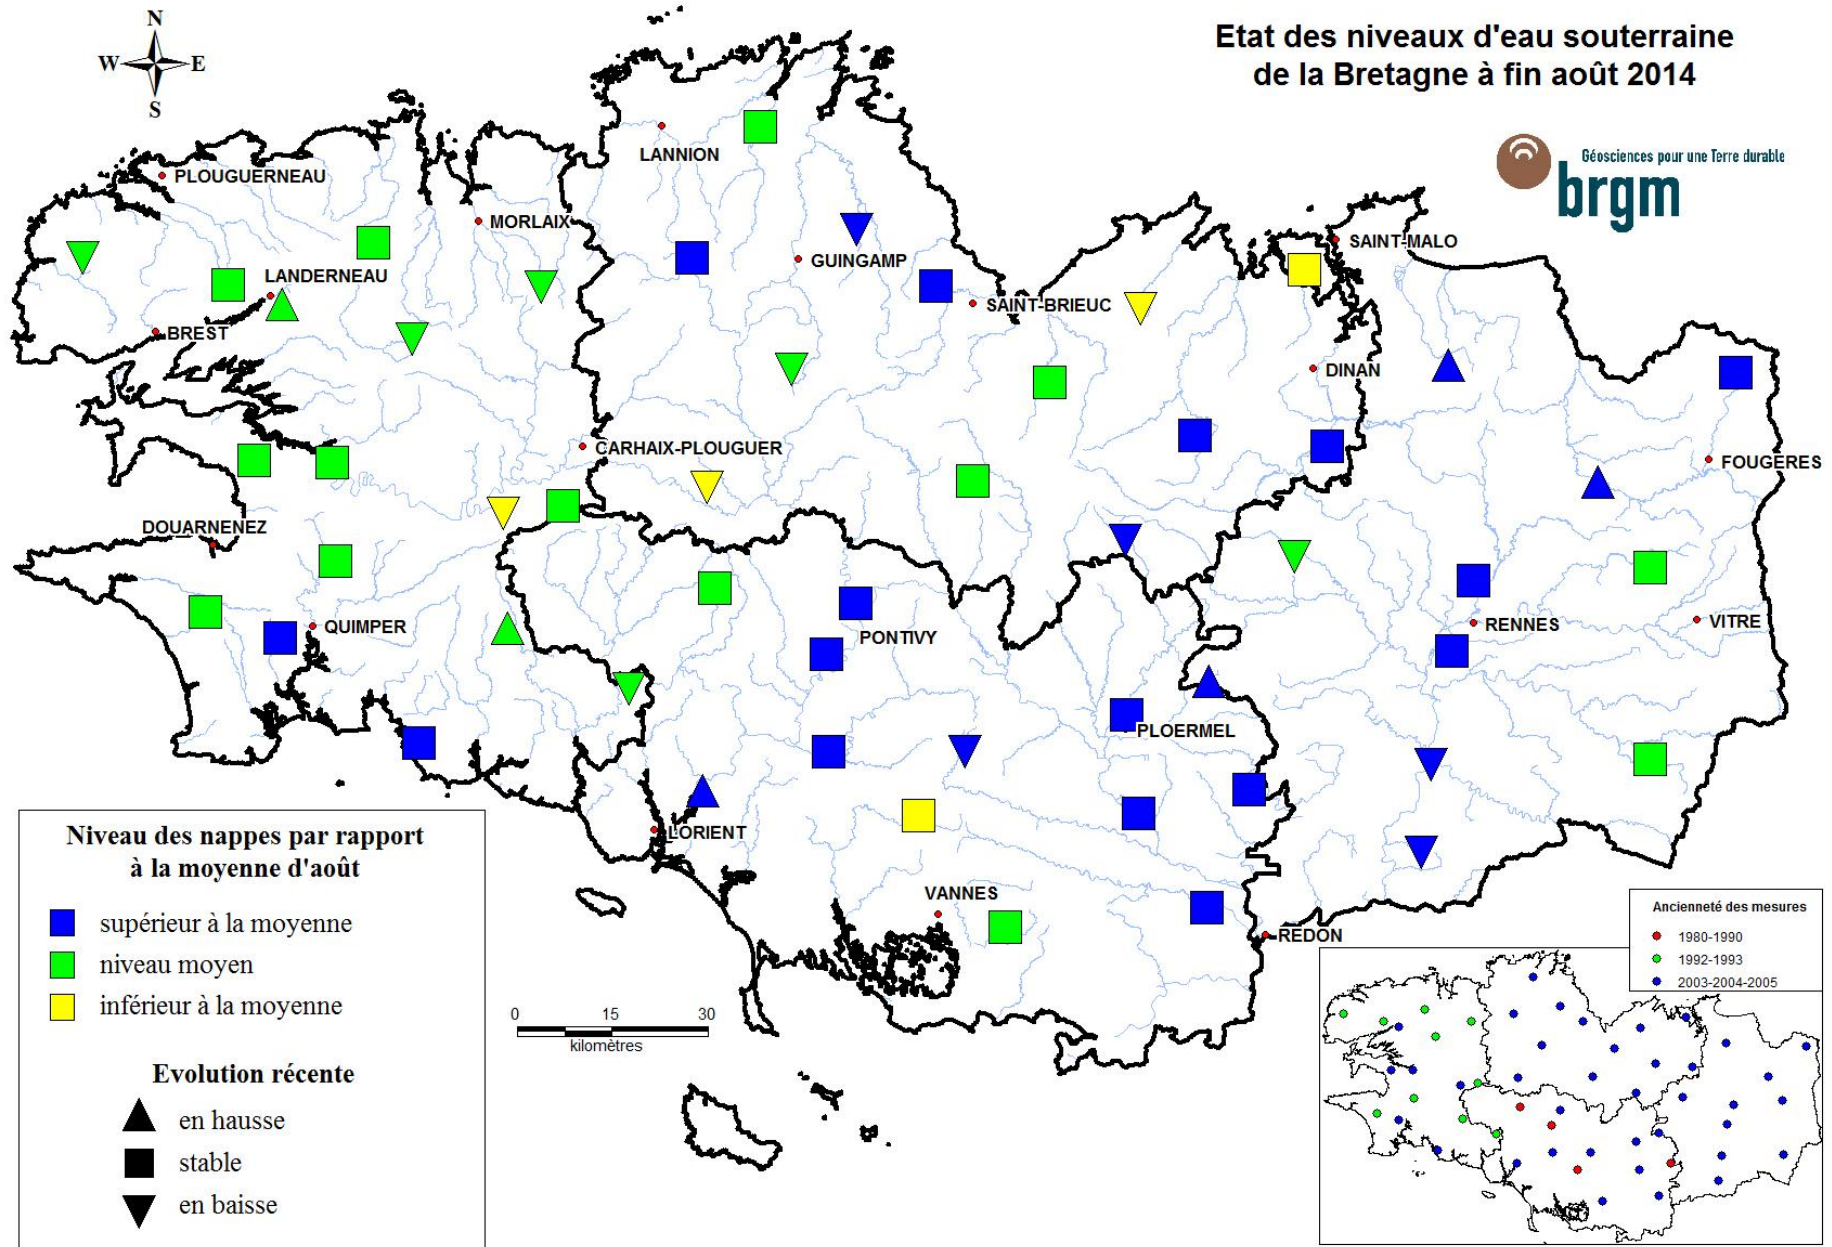 Etat des niveaux d'eau souterraine
de la Bretagne à fin août 2014
N
W
E
S
Géosciences pour une Terre durable
brgm
LANNION
PLOUGUERNEAU
MORLAIX
SAINT-MALO
GUINGAMP
LANDERNEAU
SAINT-BRIEUC
BREST
DINAN
CARHAIX-PLOUGUER
FOUGERES
DOUARNENEZ
QUIMPER
PONTIVY
RENNES
VITRE
PLOERMEL
LORIENT
VANNES
REDON
Niveau des nappes par rapport
à la moyenne d'août
supérieur à la moyenne
niveau moyen
inférieur à la moyenne
Evolution récente
en hausse
stable
en baisse
0 15 30
kilomètres
Ancienneté des mesures
1980-1990
1992-1993
2003-2004-2005